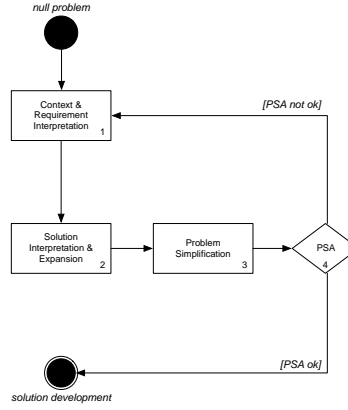 null problem
Context &
Requirement
Interpretation
1
[PSA not ok]
Solution
Interpretation &
Expansion
2
Problem
Simplification
3
PSA
4
[PSA ok]
solution development